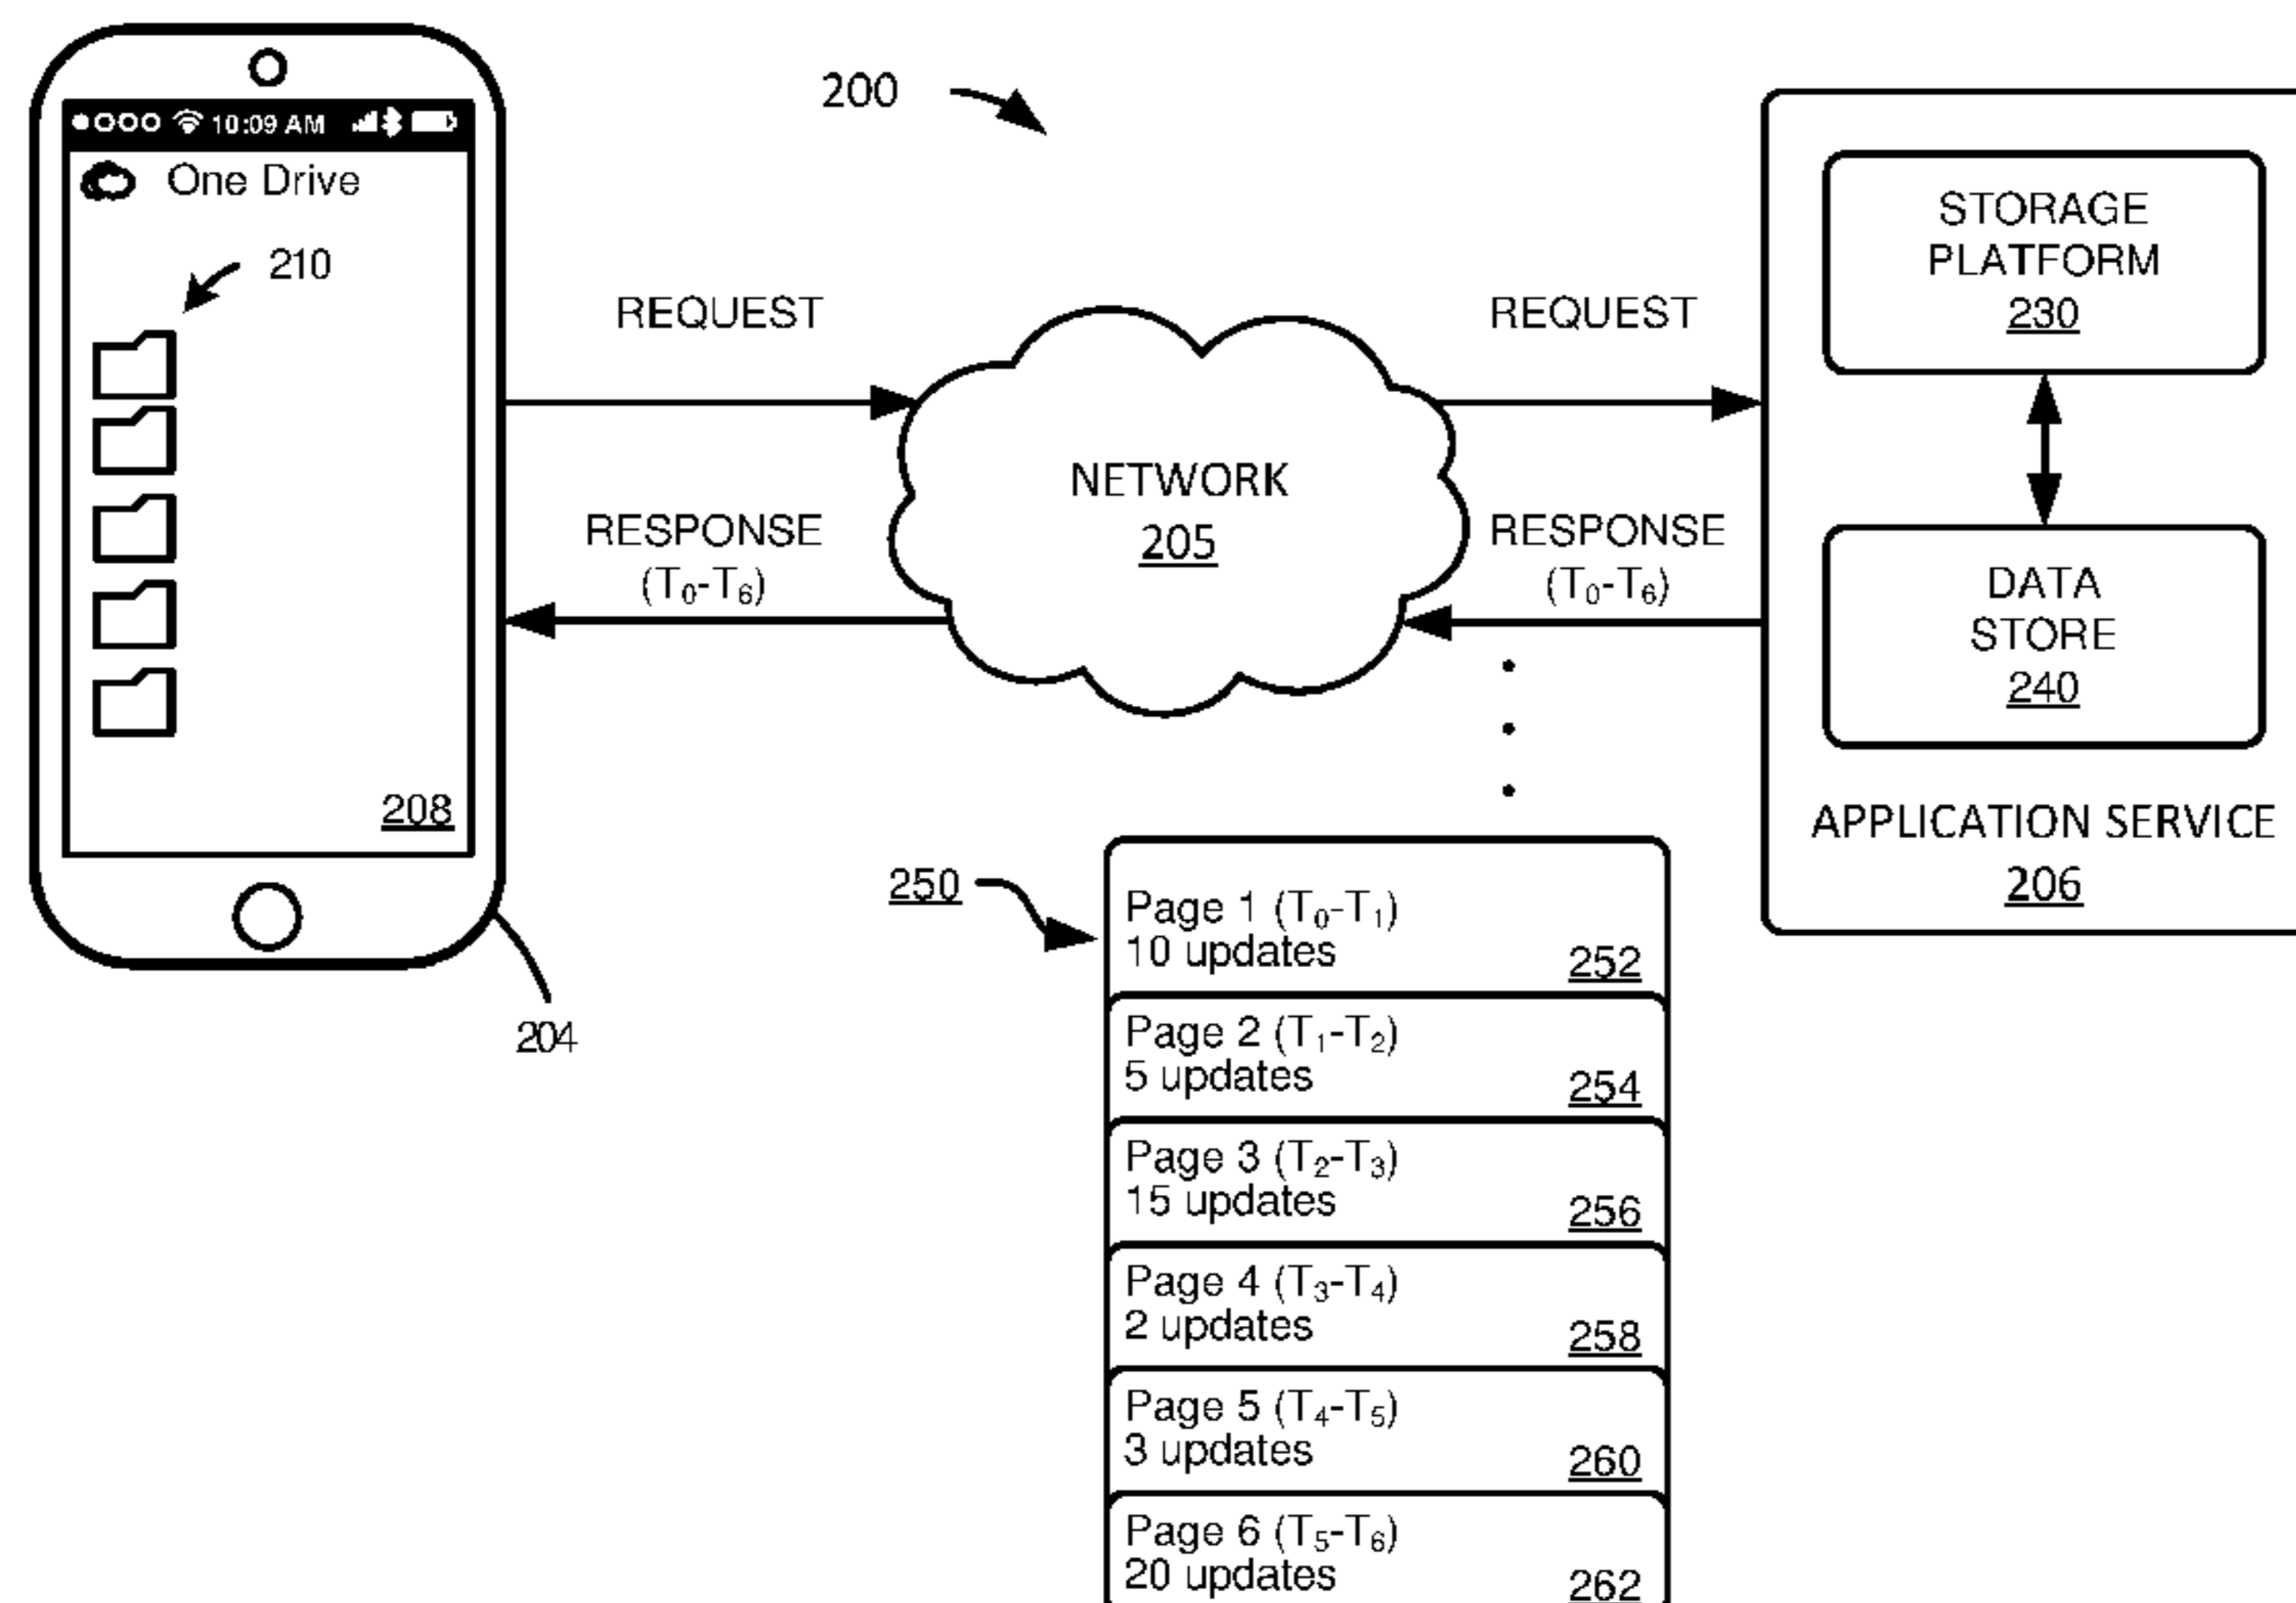 10:09 AM
One Drive
210
208
204
200
REQUEST
RESPONSE
(T₀-T₆)
NETWORK
205
REQUEST
RESPONSE
(T₀-T₆)
STORAGE
PLATFORM
230
DATA
STORE
240
APPLICATION SERVICE
206
250
Page 1 (T₀-T₁)
10 updates
252
Page 2 (T₁-T₂)
5 updates
254
Page 3 (T₂-T₃)
15 updates
256
Page 4 (T₃-T₄)
2 updates
258
Page 5 (T₄-T₅)
3 updates
260
Page 6 (T₅-T₆)
20 updates
262